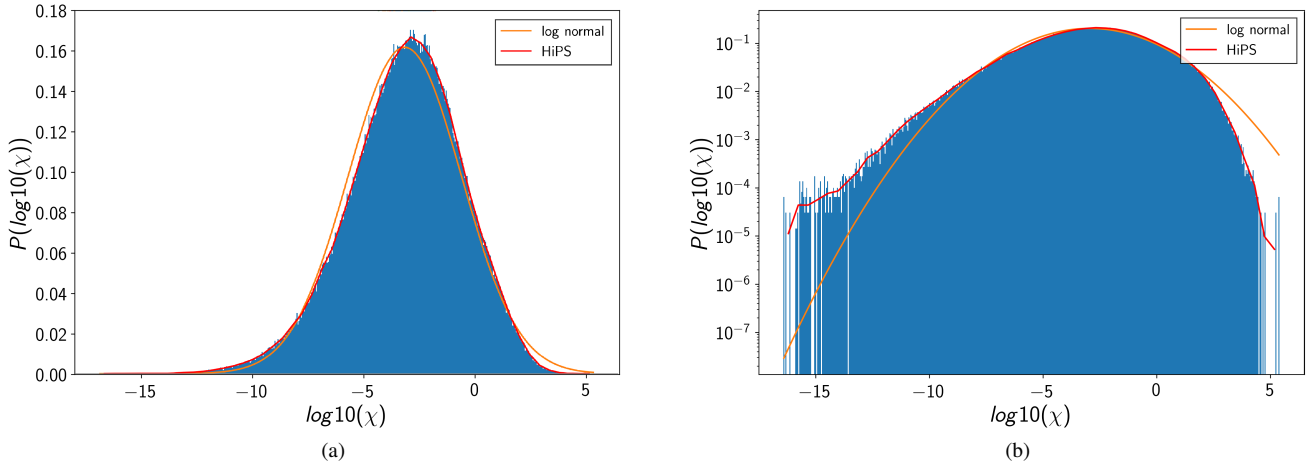 0.18
0.16
0.14
0.12
0.10
0.08
0.06
0.04
0.02
0.00
P(log10(χ))
−15
−10
−5
0
5
log10(χ)
log normal
HiPS
(a)
10⁻¹
10⁻²
10⁻³
10⁻⁴
10⁻⁵
10⁻⁶
10⁻⁷
P(log10(χ))
−15
−10
−5
0
5
log10(χ)
log normal
HiPS
(b)